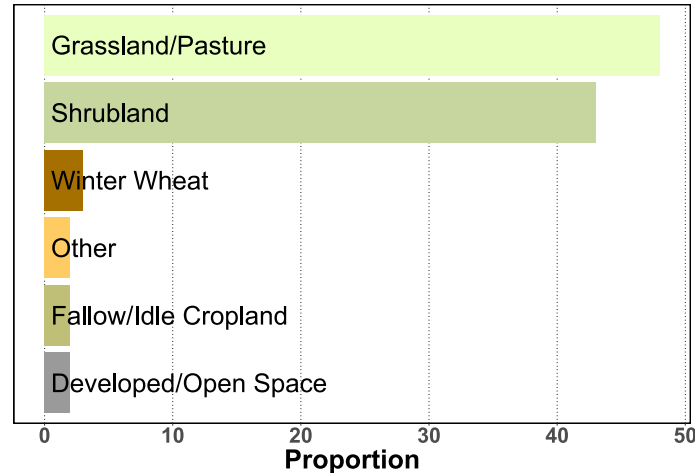 Grassland/Pasture
Shrubland
Winter Wheat
Other
Fallow/Idle Cropland
Developed/Open Space
0 10 20 30 40 50
Proportion